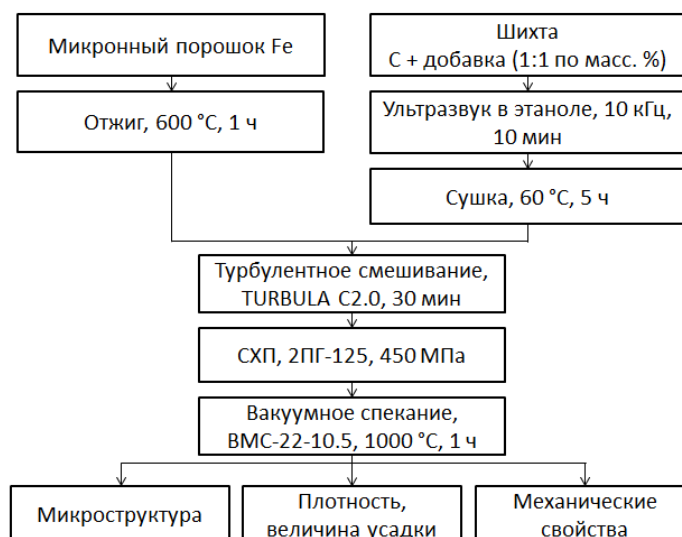 Микронный порошок Fe
Шихта
С + добавка (1:1 по масс. %)
Отжиг, 600 °С, 1 ч
Ультразвук в этаноле, 10 кГц,
10 мин
Сушка, 60 °С, 5 ч
Турбулентное смешивание,
TURBULA C2.0, 30 мин
СХП, 2ПГ-125, 450 МПа
Вакуумное спекание,
ВМС-22-10.5, 1000 °С, 1 ч
Микроструктура
Плотность,
величина усадки
Механические
свойства